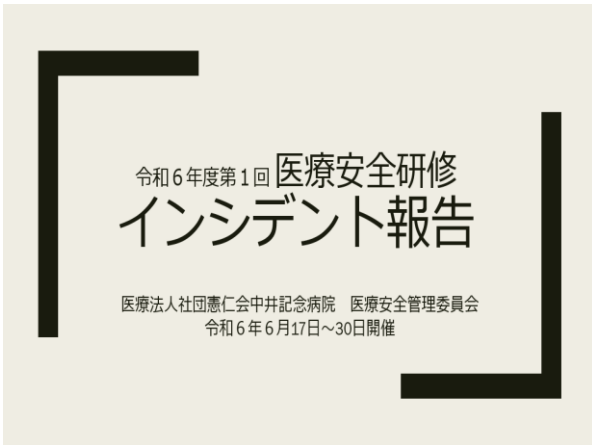 令和６年度第１回 医療安全研修
インシデント報告
医療法人社団憲仁会中井記念病院　医療安全管理委員会
令和６年６月17日～30日開催